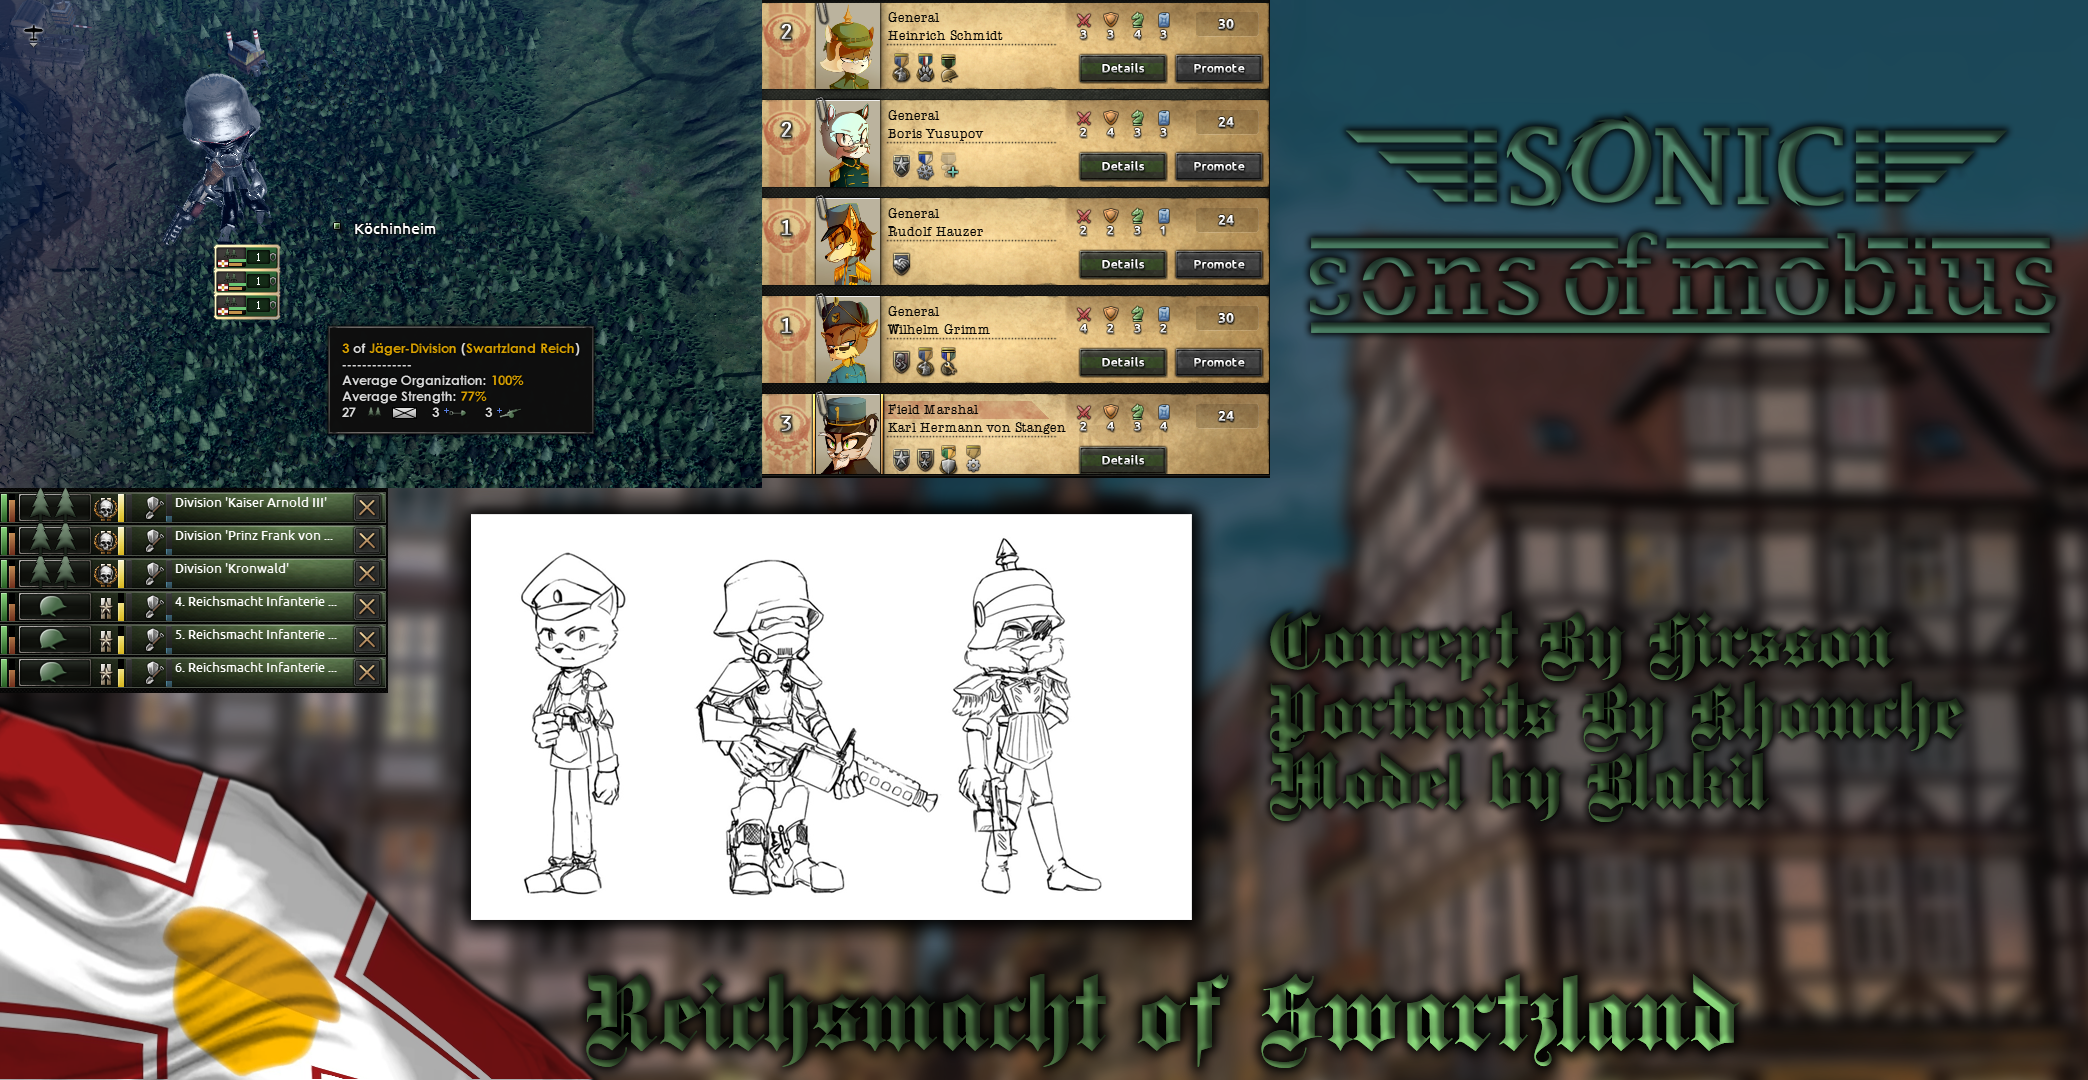 Köchinheim
3 of Jäger-Division (Swartzland Reich)
--------------
Average Organization: 100%
Average Strength: 77%
27 3 3
1
1
1
2
General
Heinrich Schmidt
3 3 4 3
30
Details
Promote
2
General
Boris Yusupov
2 4 3 3
24
Details
Promote
1
General
Rudolf Hauzer
2 2 3 1
24
Details
Promote
1
General
Wilhelm Grimm
4 2 3 2
30
Details
Promote
3
Field Marshal
Karl Hermann von Stangen
2 4 3 4
24
Details
SONIC
sons of mobius
Division 'Kaiser Arnold III'
Division 'Prinz Frank von ...
Division 'Kronwald'
4. Reichsmacht Infanterie ...
5. Reichsmacht Infanterie ...
6. Reichsmacht Infanterie ...
Concept By Hirsson
Portraits By Khomche
Model by Blakil
Reichsmacht of Swartzland